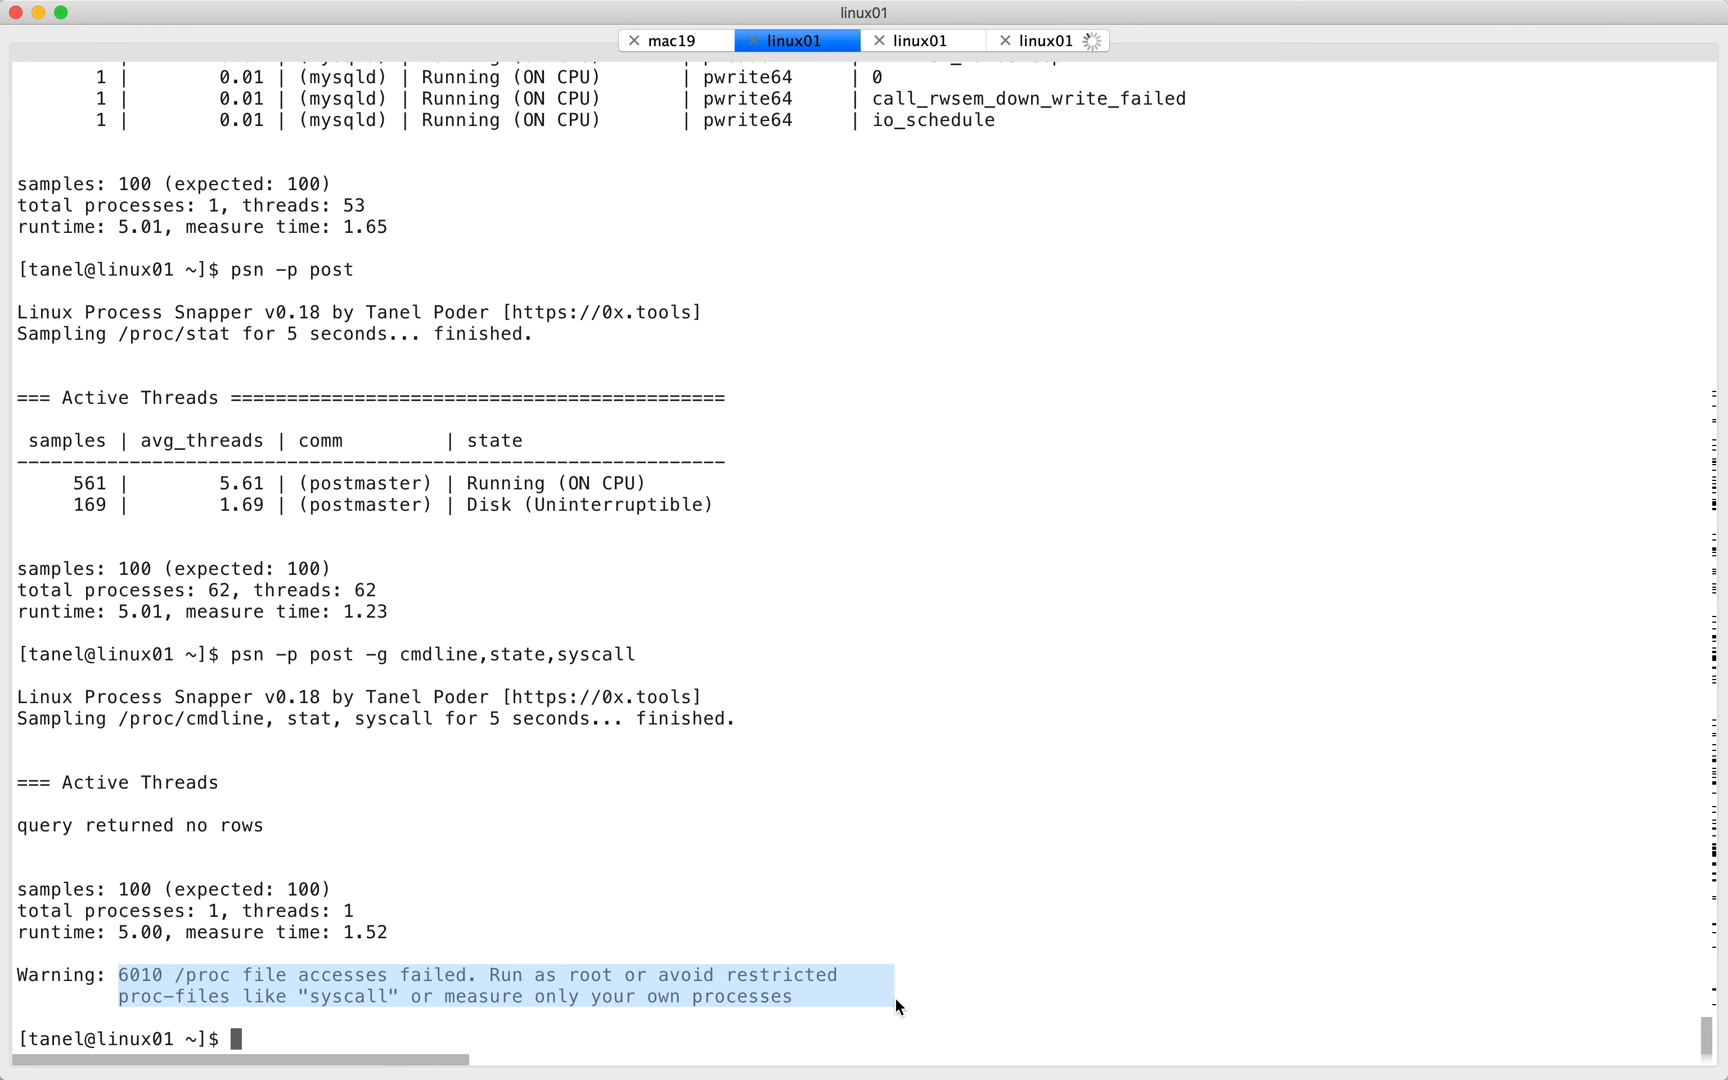 linux01
mac19 linux01 linux01 linux01
1 | 0.01 | (mysqld) | Running (ON CPU) | pwrite64 | 0
1 | 0.01 | (mysqld) | Running (ON CPU) | pwrite64 | call_rwsem_down_write_failed
1 | 0.01 | (mysqld) | Running (ON CPU) | pwrite64 | io_schedule
samples: 100 (expected: 100)
total processes: 1, threads: 53
runtime: 5.01, measure time: 1.65
[tanel@linux01 ~]$ psn -p post
Linux Process Snapper v0.18 by Tanel Poder [https://0x.tools]
Sampling /proc/stat for 5 seconds... finished.
=== Active Threads ============================================
samples | avg_threads | comm | state
---------------------------------------------------------------
561 | 5.61 | (postmaster) | Running (ON CPU)
169 | 1.69 | (postmaster) | Disk (Uninterruptible)
samples: 100 (expected: 100)
total processes: 62, threads: 62
runtime: 5.01, measure time: 1.23
[tanel@linux01 ~]$ psn -p post -g cmdline,state,syscall
Linux Process Snapper v0.18 by Tanel Poder [https://0x.tools]
Sampling /proc/cmdline, stat, syscall for 5 seconds... finished.
=== Active Threads
query returned no rows
samples: 100 (expected: 100)
total processes: 1, threads: 1
runtime: 5.00, measure time: 1.52
Warning: 6010 /proc file accesses failed. Run as root or avoid restricted
proc-files like "syscall" or measure only your own processes
[tanel@linux01 ~]$